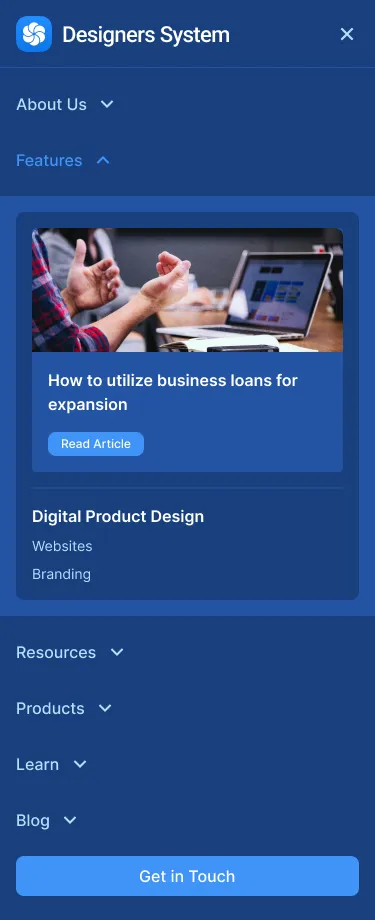 Designers System
About Us
Features
How to utilize business loans for
expansion
Read Article
Digital Product Design
Websites
Branding
Resources
Products
Learn
Blog
Get in Touch